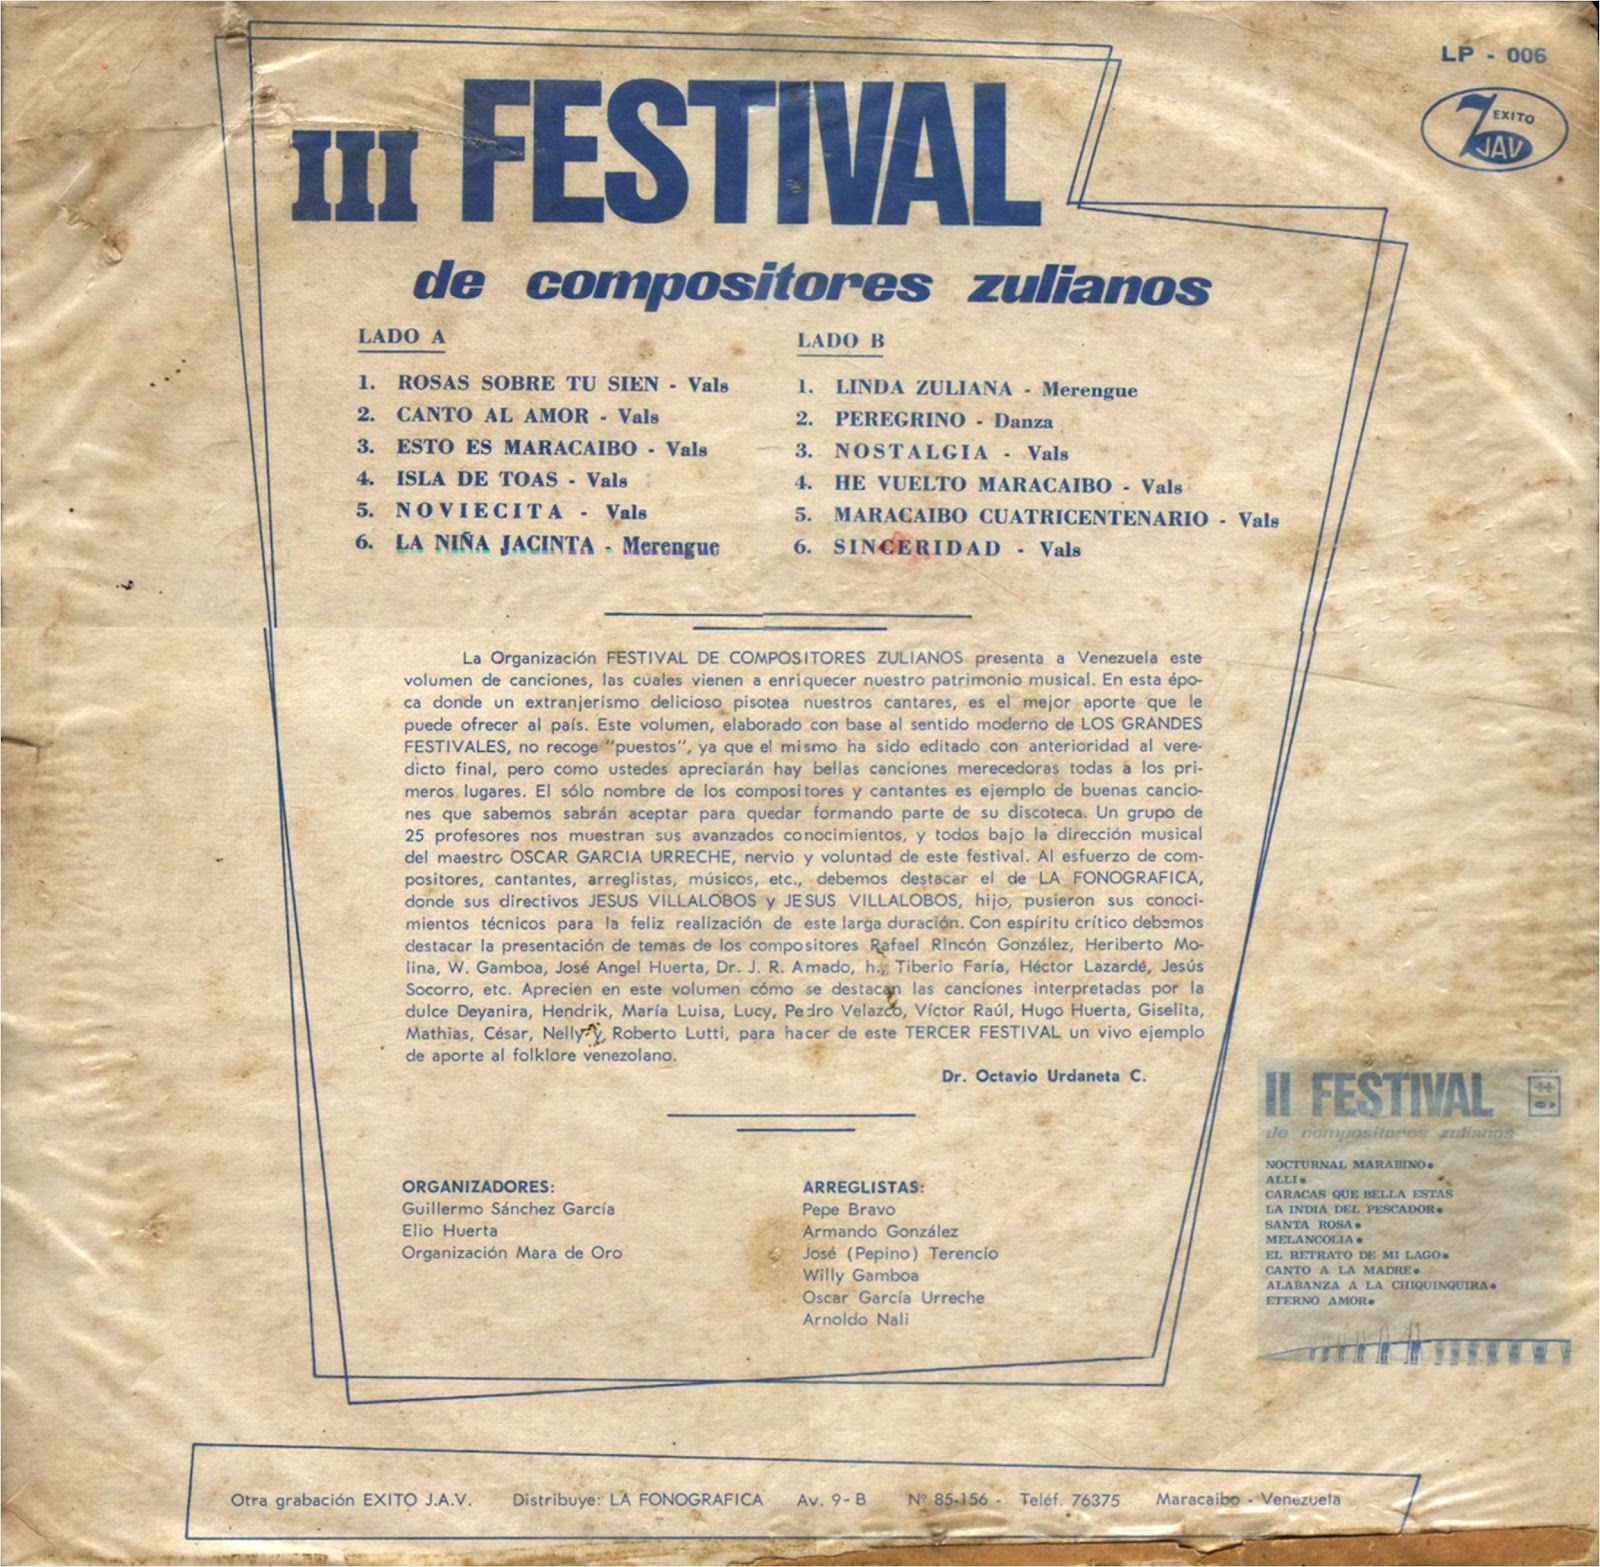 LP - 006
EXITO
JAV
III FESTIVAL
de compositores zulianos
LADO A
1. ROSAS SOBRE TU SIEN - Vals
2. CANTO AL AMOR - Vals
3. ESTO ES MARACAIBO - Vals
4. ISLA DE TOAS - Vals
5. NOVIECITA - Vals
6. LA NIÑA JACINTA - Merengue
LADO B
1. LINDA ZULIANA - Merengue
2. PEREGRINO - Danza
3. NOSTALGIA - Vals
4. HE VUELTO MARACAIBO - Vals
5. MARACAIBO CUATRICENTENARIO - Vals
6. SINCERIDAD - Vals
La Organización FESTIVAL DE COMPOSITORES ZULIANOS presenta a Venezuela este
volumen de canciones, las cuales vienen a enriquecer nuestro patrimonio musical. En esta épo-
ca donde un extranjerismo delicioso pisotea nuestros cantares, es el mejor aporte que le
puede ofrecer al país. Este volumen, elaborado con base al sentido moderno de LOS GRANDES
FESTIVALES, no recoge "puestos", ya que el mismo ha sido editado con anterioridad al vere-
dicto final, pero como ustedes apreciarán hay bellas canciones merecedoras todas a los pri-
meros lugares. El sólo nombre de los compositores y cantantes es ejemplo de buenas cancio-
nes que sabemos sabrán aceptar para quedar formando parte de su discoteca. Un grupo de
25 profesores nos muestran sus avanzados conocimientos, y todos bajo la dirección musical
del maestro OSCAR GARCIA URRECHE, nervio y voluntad de este festival. Al esfuerzo de com-
positores, cantantes, arreglistas, músicos, etc., debemos destacar el de LA FONOGRAFICA,
donde sus directivos JESUS VILLALOBOS y JESUS VILLALOBOS, hijo, pusieron sus conoci-
mientos técnicos para la feliz realización de este larga duración. Con espíritu crítico debemos
destacar la presentación de temas de los compositores Rafael Rincón González, Heriberto Mo-
lina, W. Gamboa, José Angel Huerta, Dr. J. R. Amado, h., Tiberio Faría, Héctor Lazarde, Jesús
Socorro, etc. Aprecien en este volumen cómo se destacan las canciones interpretadas por la
dulce Deyanira, Hendrik, María Luisa, Lucy, Pedro Velazco, Víctor Raúl, Hugo Huerta, Giselita,
Mathias, César, Nelly y Roberto Lutti, para hacer de este TERCER FESTIVAL un vivo ejemplo
de aporte al folklore venezolano.
Dr. Octavio Urdaneta C.
ORGANIZADORES:
Guillermo Sánchez García
Elio Huerta
Organización Mara de Oro
ARREGLISTAS:
Pepe Bravo
Armando González
José (Pepino) Terencio
Willy Gamboa
Oscar García Urreche
Arnoldo Nali
II FESTIVAL
de compositores zulianos
NOCTURNAL MARABINO•
ALLI•
CARACAS QUE BELLA ESTAS
LA INDIA DEL PESCADOR•
SANTA ROSA•
MELANCOLIA•
EL RETRATO DE MI LAGO•
CANTO A LA MADRE•
ALABANZA A LA CHIQUINQUIRA•
ETERNO AMOR•
Otra grabación EXITO J.A.V. Distribuye: LA FONOGRAFICA Av. 9-B Nº 85-156 - Teléf. 76375 Maracaibo - Venezuela